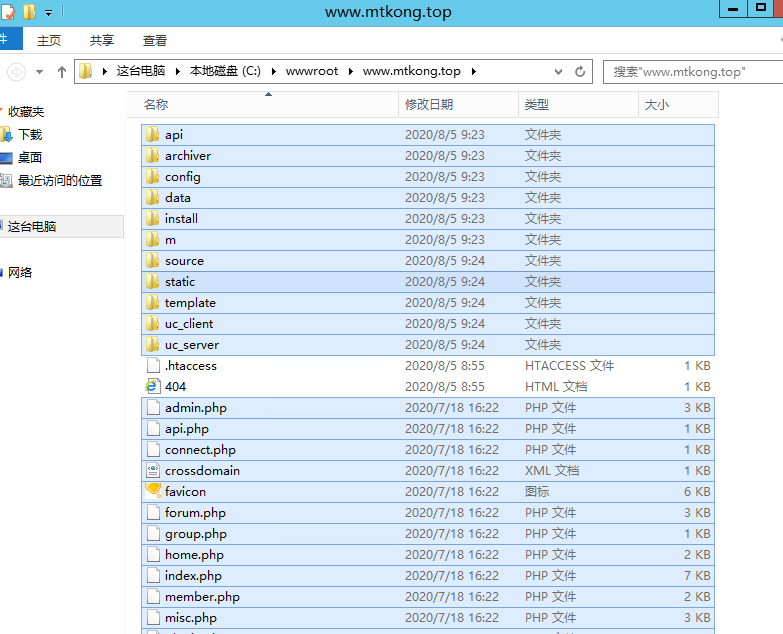 www.mtkong.top
件 主页 共享 查看
这台电脑 本地磁盘 (C:) wwwroot www.mtkong.top 搜索"www.mtkong.top"
名称 修改日期 类型 大小
收藏夹
下载
桌面
最近访问的位置
这台电脑
网络
api 2020/8/5 9:23 文件夹
archiver 2020/8/5 9:23 文件夹
config 2020/8/5 9:23 文件夹
data 2020/8/5 9:23 文件夹
install 2020/8/5 9:23 文件夹
m 2020/8/5 9:23 文件夹
source 2020/8/5 9:24 文件夹
static 2020/8/5 9:24 文件夹
template 2020/8/5 9:24 文件夹
uc_client 2020/8/5 9:24 文件夹
uc_server 2020/8/5 9:24 文件夹
.htaccess 2020/8/5 8:55 HTACCESS 文件 1 KB
404 2020/8/5 8:55 HTML 文档 1 KB
admin.php 2020/7/18 16:22 PHP 文件 3 KB
api.php 2020/7/18 16:22 PHP 文件 1 KB
connect.php 2020/7/18 16:22 PHP 文件 1 KB
crossdomain 2020/7/18 16:22 XML 文档 1 KB
favicon 2020/7/18 16:22 图标 6 KB
forum.php 2020/7/18 16:22 PHP 文件 3 KB
group.php 2020/7/18 16:22 PHP 文件 1 KB
home.php 2020/7/18 16:22 PHP 文件 2 KB
index.php 2020/7/18 16:22 PHP 文件 7 KB
member.php 2020/7/18 16:22 PHP 文件 2 KB
misc.php 2020/7/18 16:22 PHP 文件 3 KB